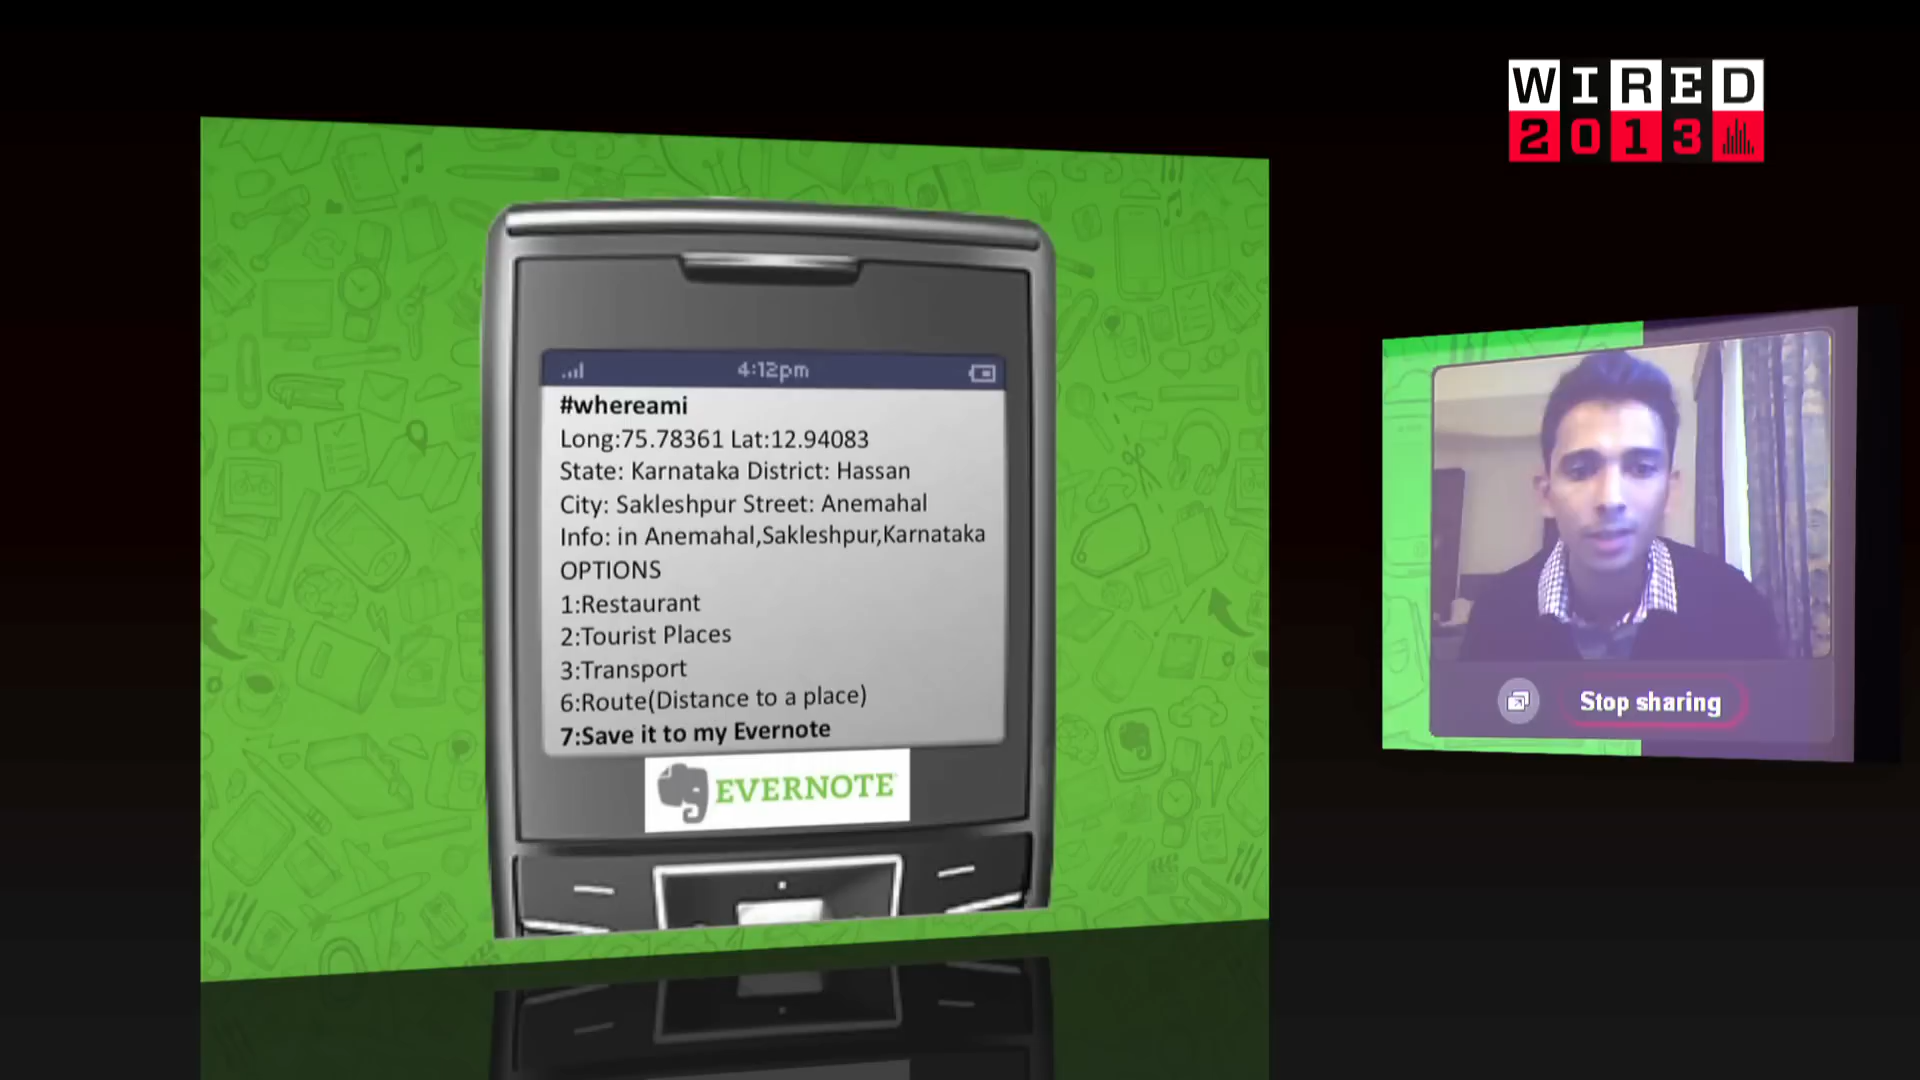 WIRED
2013
4:12pm
#whereami
Long:75.78361 Lat:12.94083
State: Karnataka District: Hassan
City: Sakleshpur Street: Anemahal
Info: in Anemahal,Sakleshpur,Karnataka
OPTIONS
1:Restaurant
2:Tourist Places
3:Transport
6:Route(Distance to a place)
7:Save it to my Evernote
EVERNOTE
Stop sharing